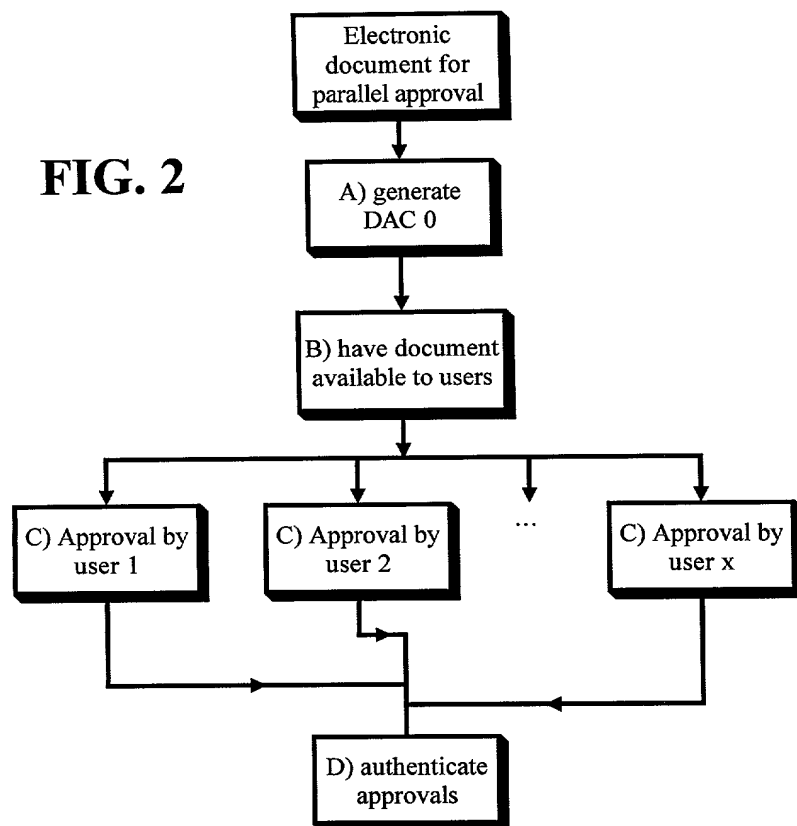 Electronic
document for
parallel approval
FIG. 2
A) generate
DAC 0
B) have document
available to users
C) Approval by
user 1
C) Approval by
user 2
...
C) Approval by
user x
D) authenticate
approvals